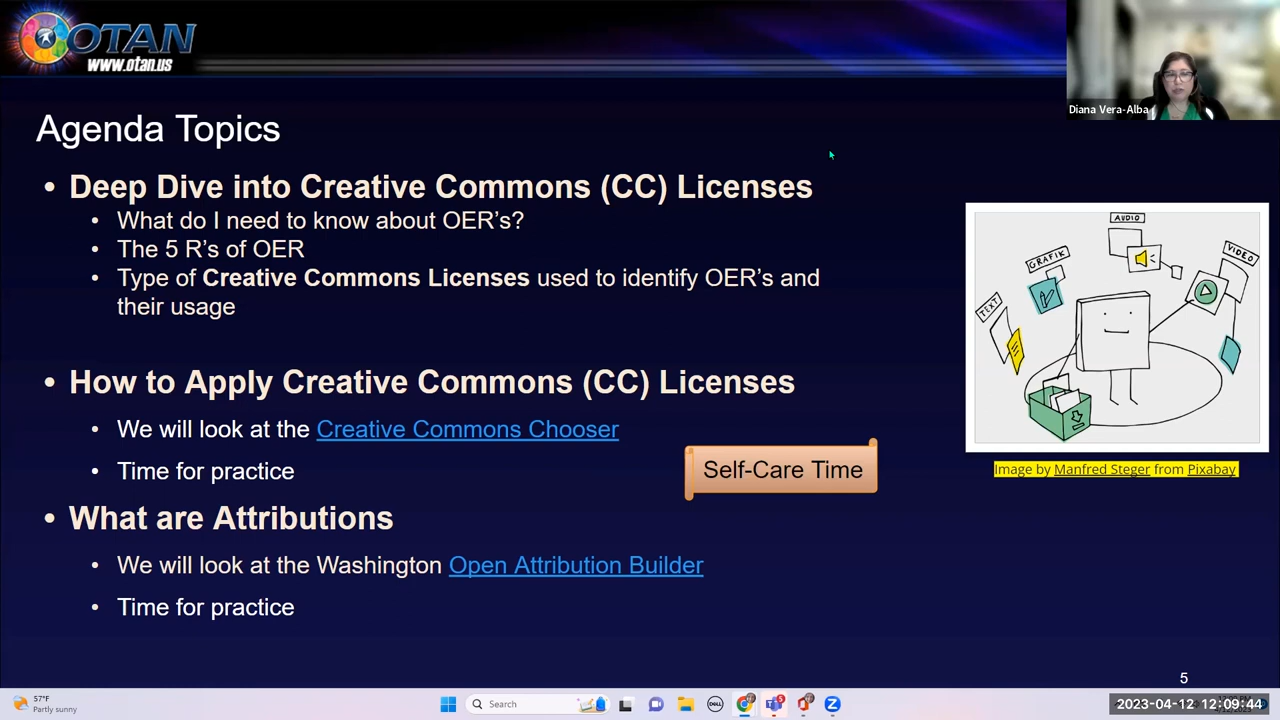 OTAN
www.otan.us
Diana Vera-Alba
Agenda Topics
• Deep Dive into Creative Commons (CC) Licenses
• What do I need to know about OER's?
• The 5 R's of OER
• Type of Creative Commons Licenses used to identify OER's and
their usage
AUDIO
GRAFIK
VIDEO
TEXT
• How to Apply Creative Commons (CC) Licenses
• We will look at the Creative Commons Chooser
• Time for practice
Self-Care Time
Image by Manfred Steger from Pixabay
• What are Attributions
• We will look at the Washington Open Attribution Builder
• Time for practice
5
57°F
Partly sunny
Search
DELL
2023-04-12 12:09:44